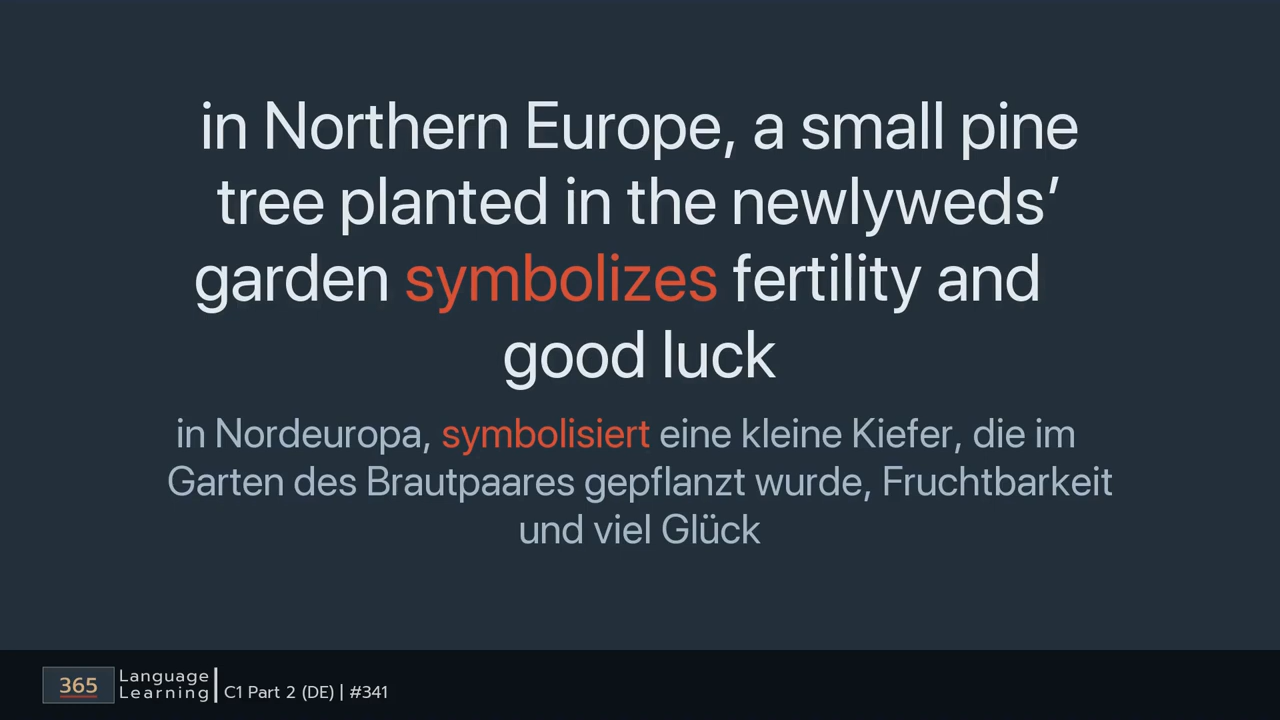 in Northern Europe, a small pine
tree planted in the newlyweds’
garden symbolizes fertility and
good luck
in Nordeuropa, symbolisiert eine kleine Kiefer, die im
Garten des Brautpaares gepflanzt wurde, Fruchtbarkeit
und viel Glück
365 Language
Learning
C1 Part 2 (DE) | #341